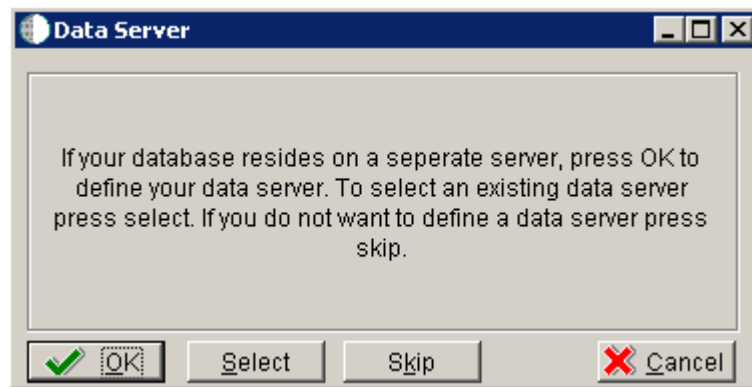 Data Server
If your database resides on a seperate server, press OK to
define your data server. To select an existing data server
press select. If you do not want to define a data server press
skip.
OK Select Skip Cancel